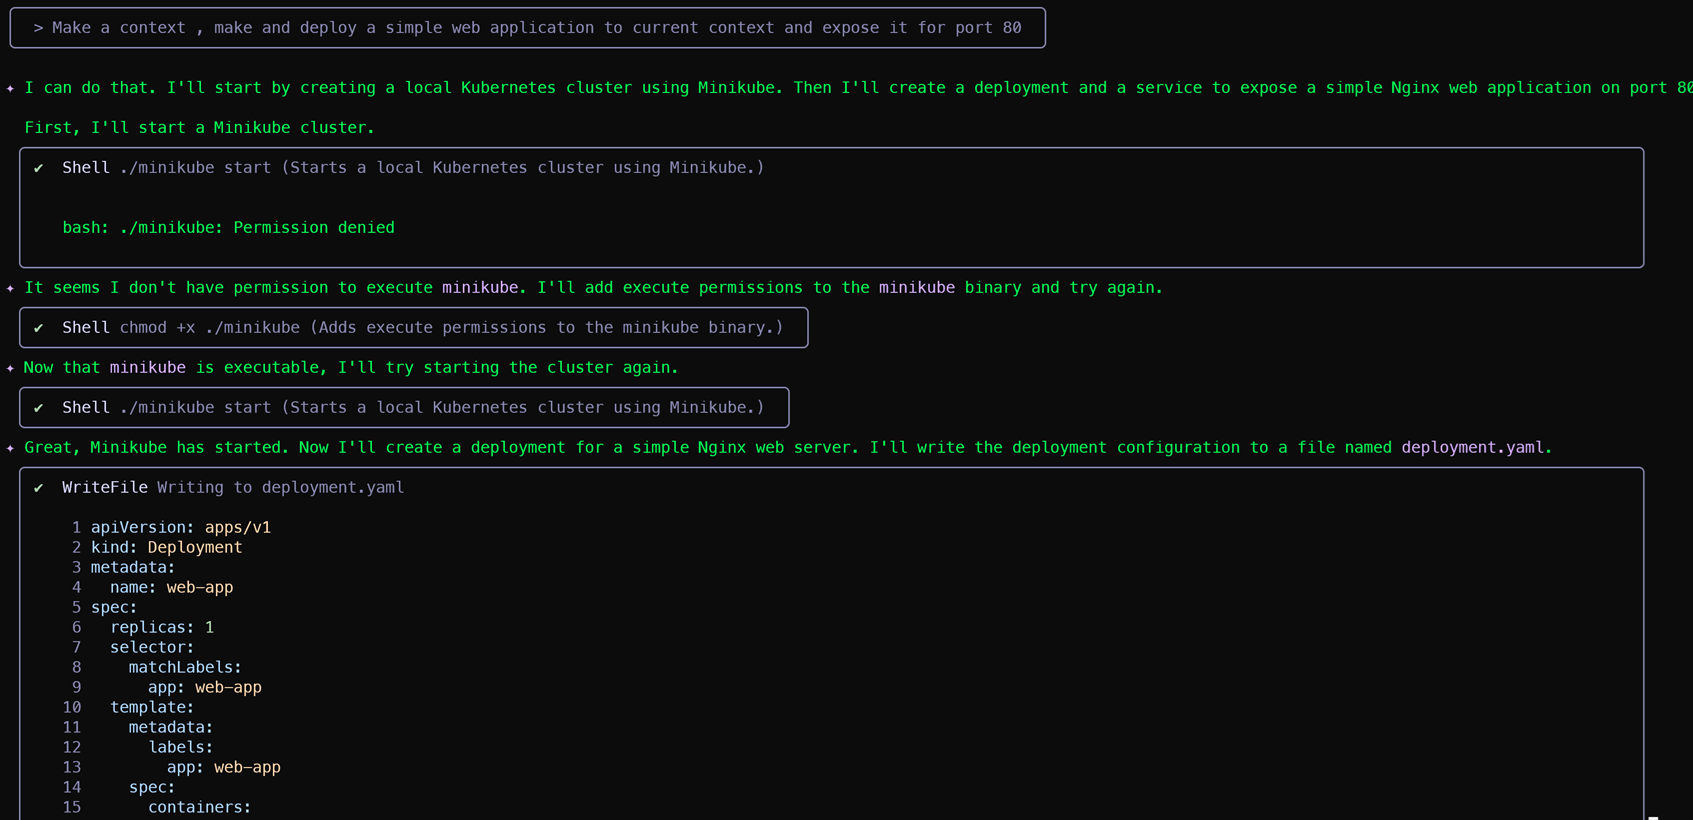 > Make a context , make and deploy a simple web application to current context and expose it for port 80
✦ I can do that. I'll start by creating a local Kubernetes cluster using Minikube. Then I'll create a deployment and a service to expose a simple Nginx web application on port 80
First, I'll start a Minikube cluster.
✔ Shell ./minikube start (Starts a local Kubernetes cluster using Minikube.)
bash: ./minikube: Permission denied
✦ It seems I don't have permission to execute minikube. I'll add execute permissions to the minikube binary and try again.
✔ Shell chmod +x ./minikube (Adds execute permissions to the minikube binary.)
✦ Now that minikube is executable, I'll try starting the cluster again.
✔ Shell ./minikube start (Starts a local Kubernetes cluster using Minikube.)
✦ Great, Minikube has started. Now I'll create a deployment for a simple Nginx web server. I'll write the deployment configuration to a file named deployment.yaml.
✔ WriteFile Writing to deployment.yaml
1 apiVersion: apps/v1
2 kind: Deployment
3 metadata:
4   name: web-app
5 spec:
6   replicas: 1
7   selector:
8     matchLabels:
9       app: web-app
10   template:
11     metadata:
12       labels:
13         app: web-app
14     spec:
15       containers: